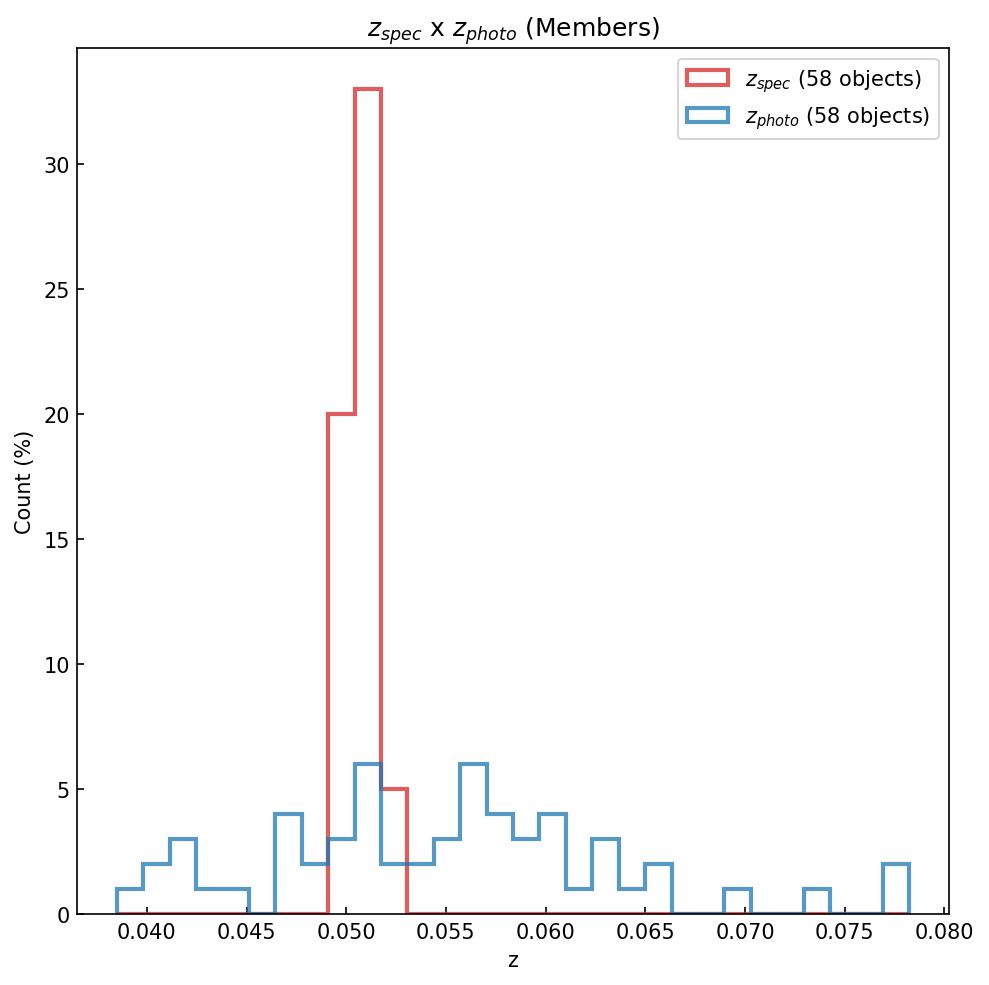 z_spec x z_photo (Members)
z_spec (58 objects)
z_photo (58 objects)
Count (%)
30
25
20
15
10
5
0
0.040 0.045 0.050 0.055 0.060 0.065 0.070 0.075 0.080
z